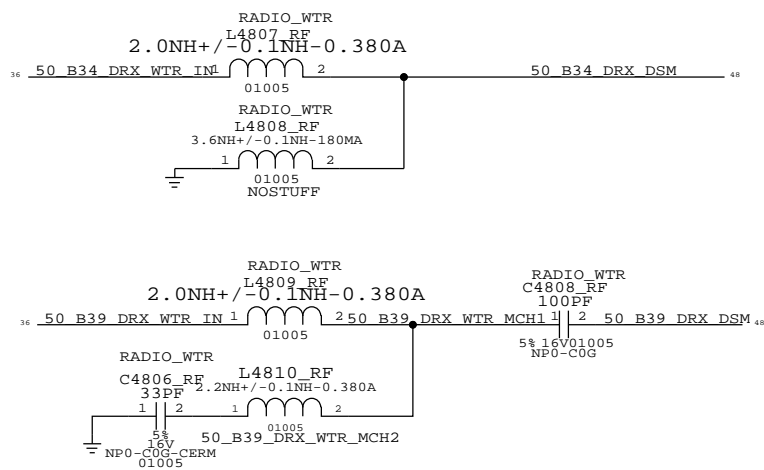 RADIO_WTR
L4807_RF
2.0NH+/-0.1NH-0.380A
36 50_B34_DRX_WTR_IN 1 2 50_B34_DRX_DSM 48
01005
RADIO_WTR
L4808_RF
3.6NH+/-0.1NH-180MA
1 2
01005
NOSTUFF
RADIO_WTR
L4809_RF
2.0NH+/-0.1NH-0.380A
RADIO_WTR
C4808_RF
100PF
36 50_B39_DRX_WTR_IN 1 2 50_B39_DRX_WTR_MCH1 1 2 50_B39_DRX_DSM 48
01005
5% 16V 01005
NP0-C0G
RADIO_WTR
C4806_RF
33PF
L4810_RF
2.2NH+/-0.1NH-0.380A
1 2 1 2
01005
50_B39_DRX_WTR_MCH2
5%
16V
NP0-C0G-CERM
01005